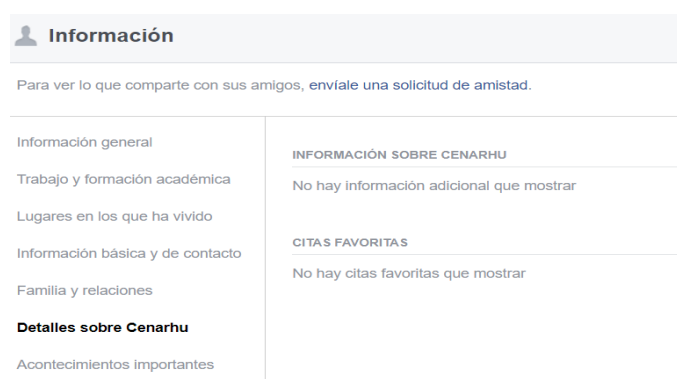 Información
Para ver lo que comparte con sus amigos, envíale una solicitud de amistad.
Información general
Trabajo y formación académica
Lugares en los que ha vivido
Información básica y de contacto
Familia y relaciones
Detalles sobre Cenarhu
Acontecimientos importantes
INFORMACIÓN SOBRE CENARHU
No hay información adicional que mostrar
CITAS FAVORITAS
No hay citas favoritas que mostrar